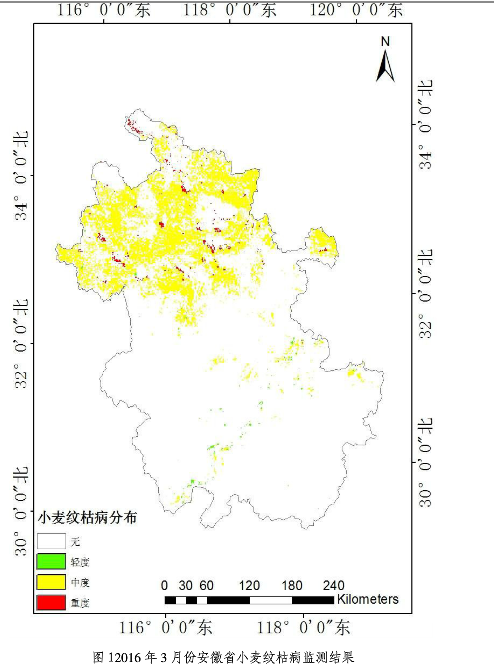 116° 0′0″东 118° 0′0″东 120° 0′0″东
N
34° 0′0″北
34° 0′0″北
32° 0′0″北
32° 0′0″北
30° 0′0″北
30° 0′0″北
小麦纹枯病分布
无
轻度
中度
重度
0 30 60 120 180 240
Kilometers
116° 0′0″东 118° 0′0″东
图 12016 年 3 月份安徽省小麦纹枯病监测结果